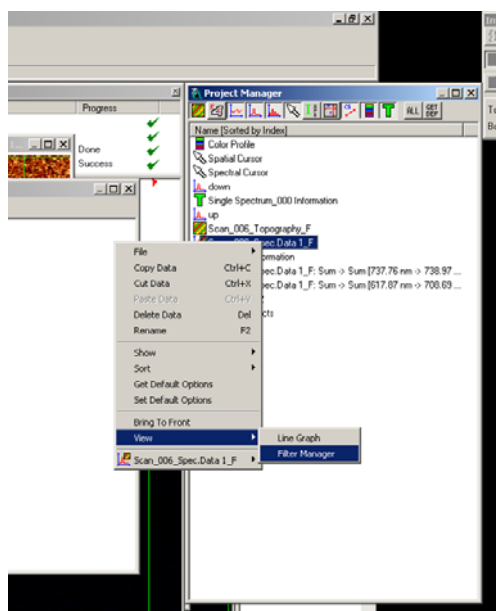 Progress
Done
Success
Project Manager
ALL
GET
DEF
Name [Sorted by Index]
Color Profile
Spatial Cursor
Spectral Cursor
down
Single Spectrum_000 Information
up
Scan_006_Topography_F
Spec.Data 1_F
ormation
ec.Data 1_F: Sum -> Sum [737.76 nm -> 738.97 ...
ec.Data 1_F: Sum -> Sum [617.87 nm -> 708.69 ...
cts
File
Copy Data Ctrl+C
Cut Data Ctrl+X
Paste Data Ctrl+V
Delete Data Del
Rename F2
Show
Sort
Get Default Options
Set Default Options
Bring To Front
View
Scan_006_Spec.Data 1_F
Line Graph
Filter Manager